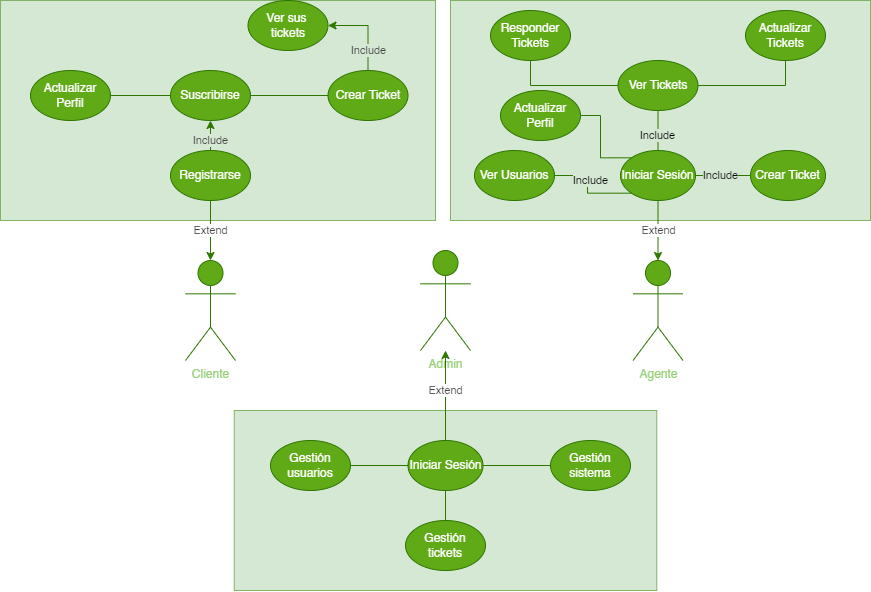 Ver sus
tickets
Include
Actualizar
Perfil
Suscribirse
Crear Ticket
Include
Registrarse
Extend
Cliente
Responder
Tickets
Actualizar
Tickets
Ver Tickets
Actualizar
Perfil
Include
Ver Usuarios
Include
Iniciar Sesión
Include
Crear Ticket
Extend
Agente
Admin
Extend
Gestión
usuarios
Iniciar Sesión
Gestión
sistema
Gestión
tickets